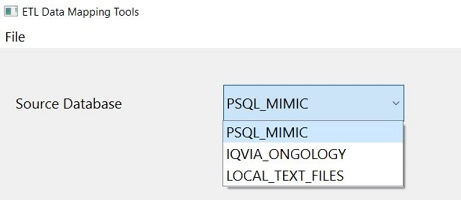 ETL Data Mapping Tools
File
Source Database
PSQL_MIMIC
PSQL_MIMIC
IQVIA_ONGOLOGY
LOCAL_TEXT_FILES